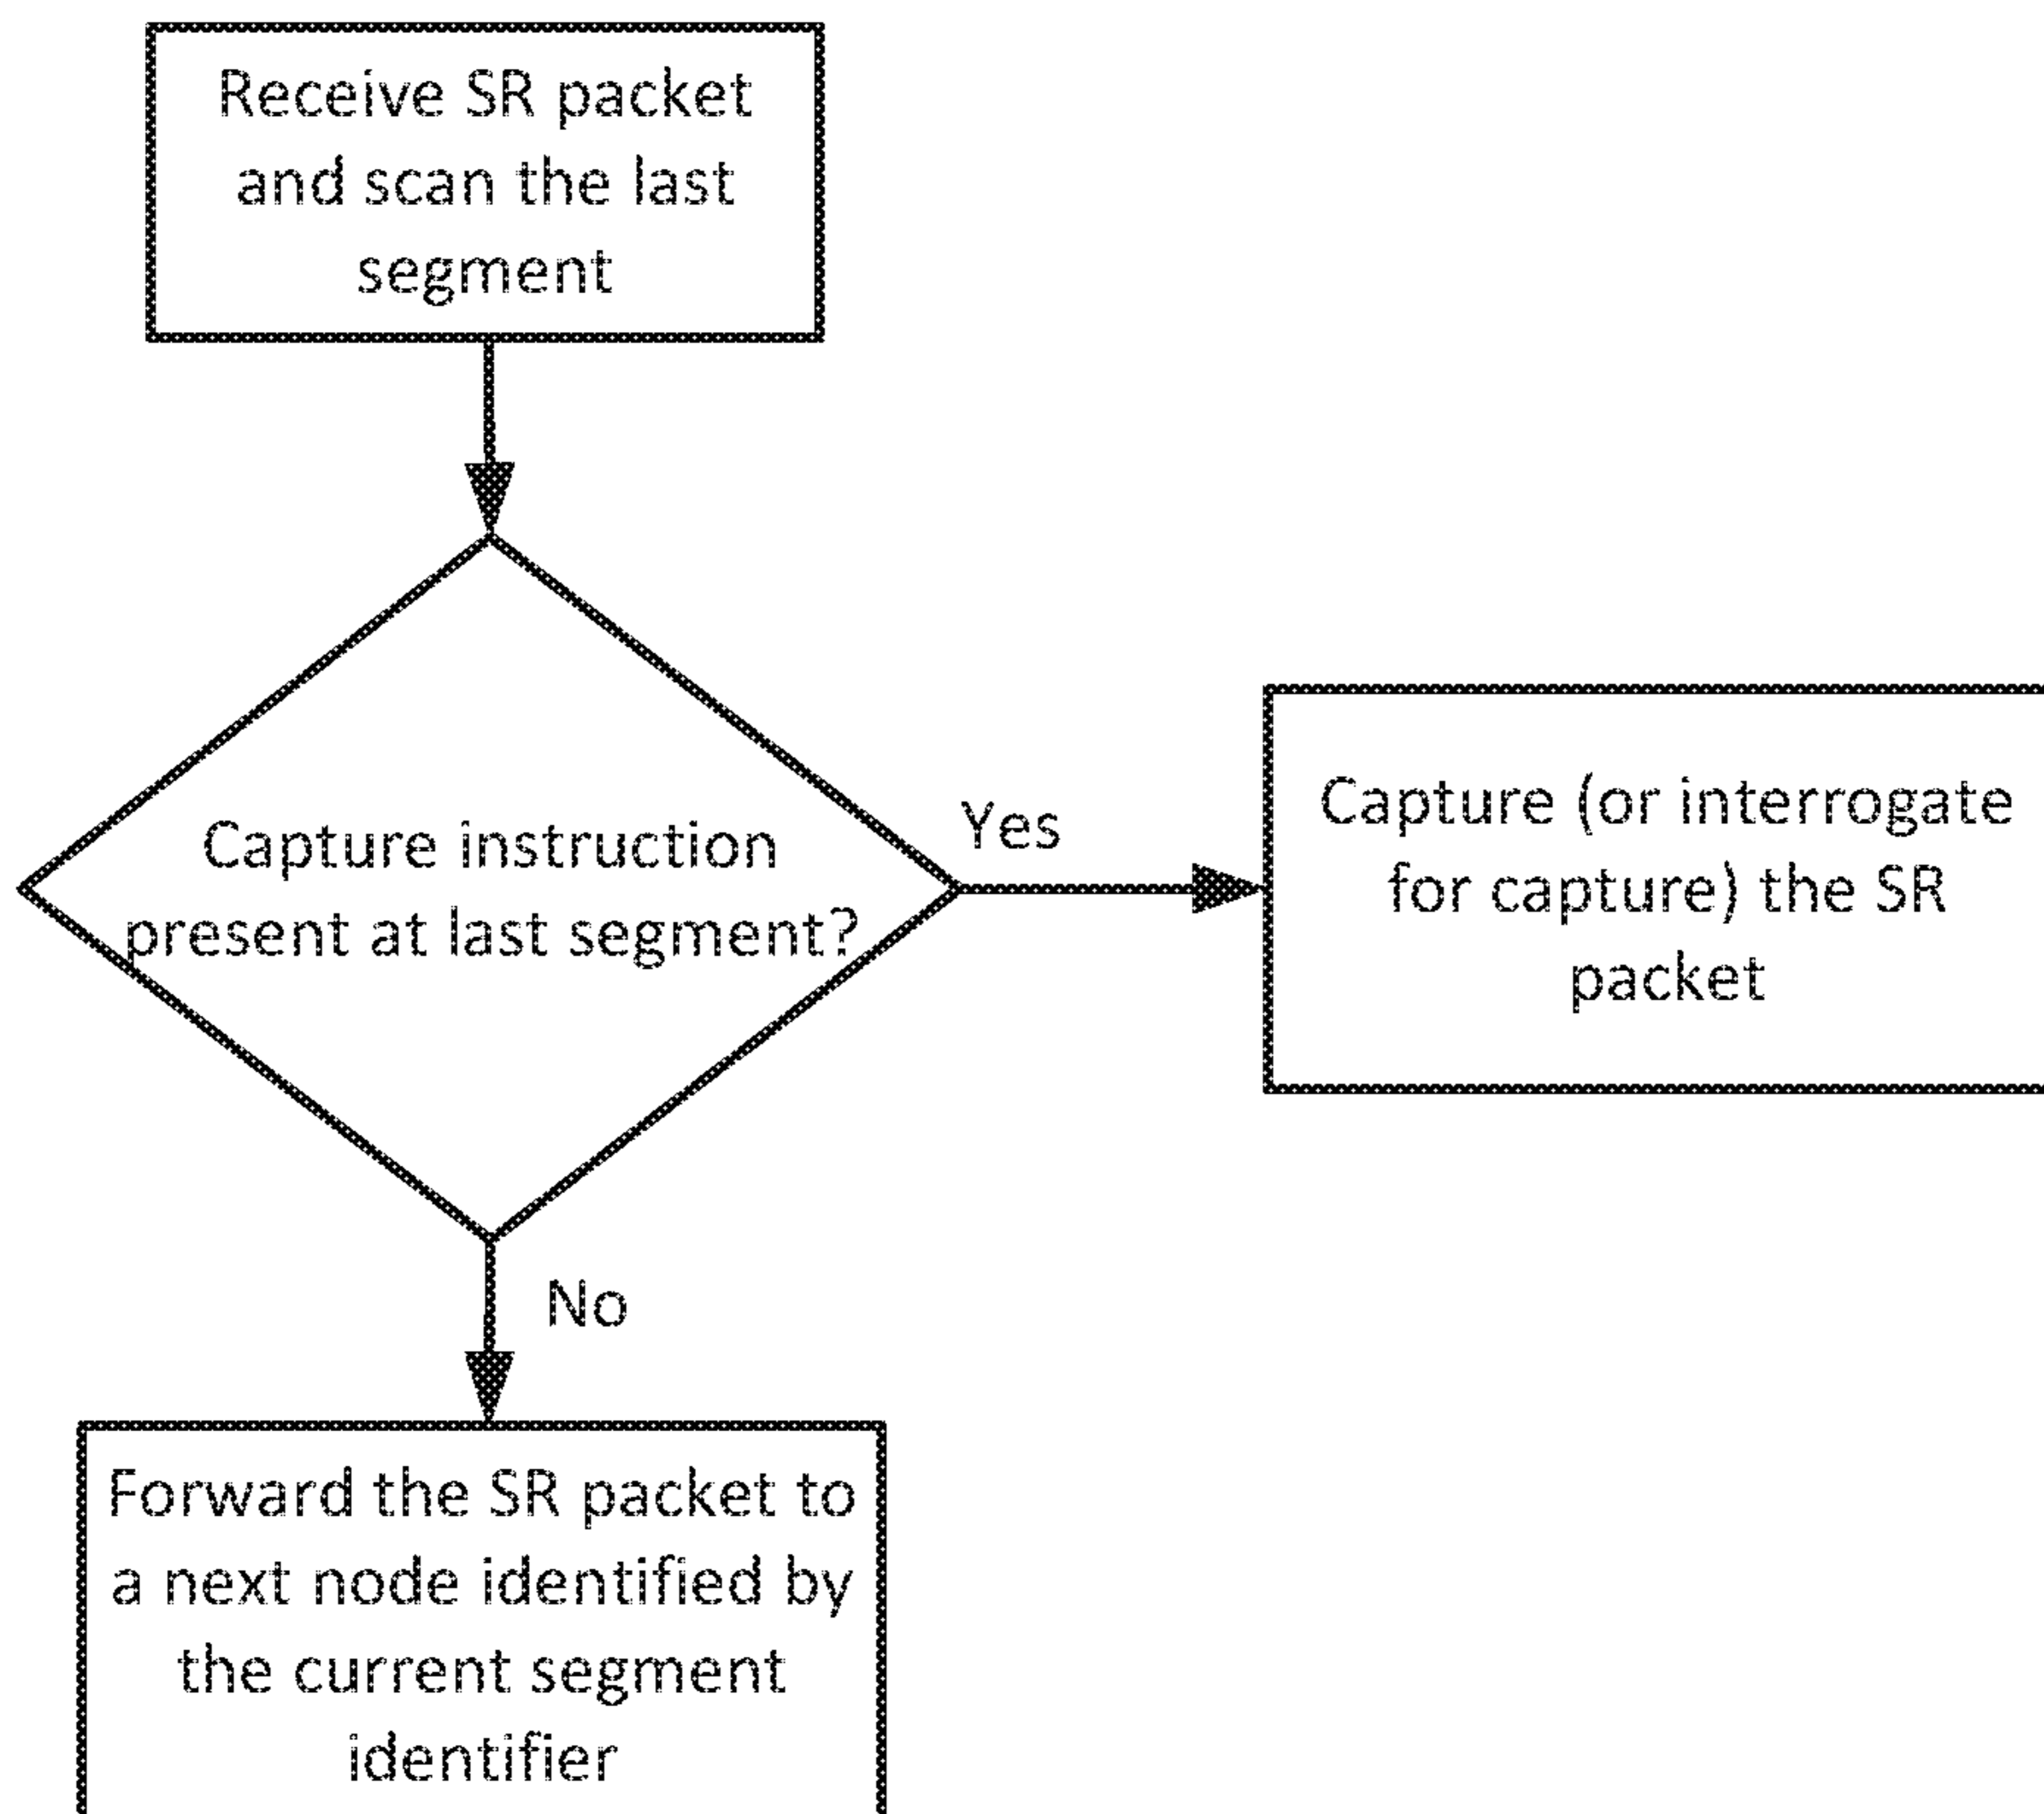 Receive SR packet
and scan the last
segment
Capture instruction
present at last segment?
Yes
Capture (or interrogate
for capture) the SR
packet
No
Forward the SR packet to
a next node identified by
the current segment
identifier